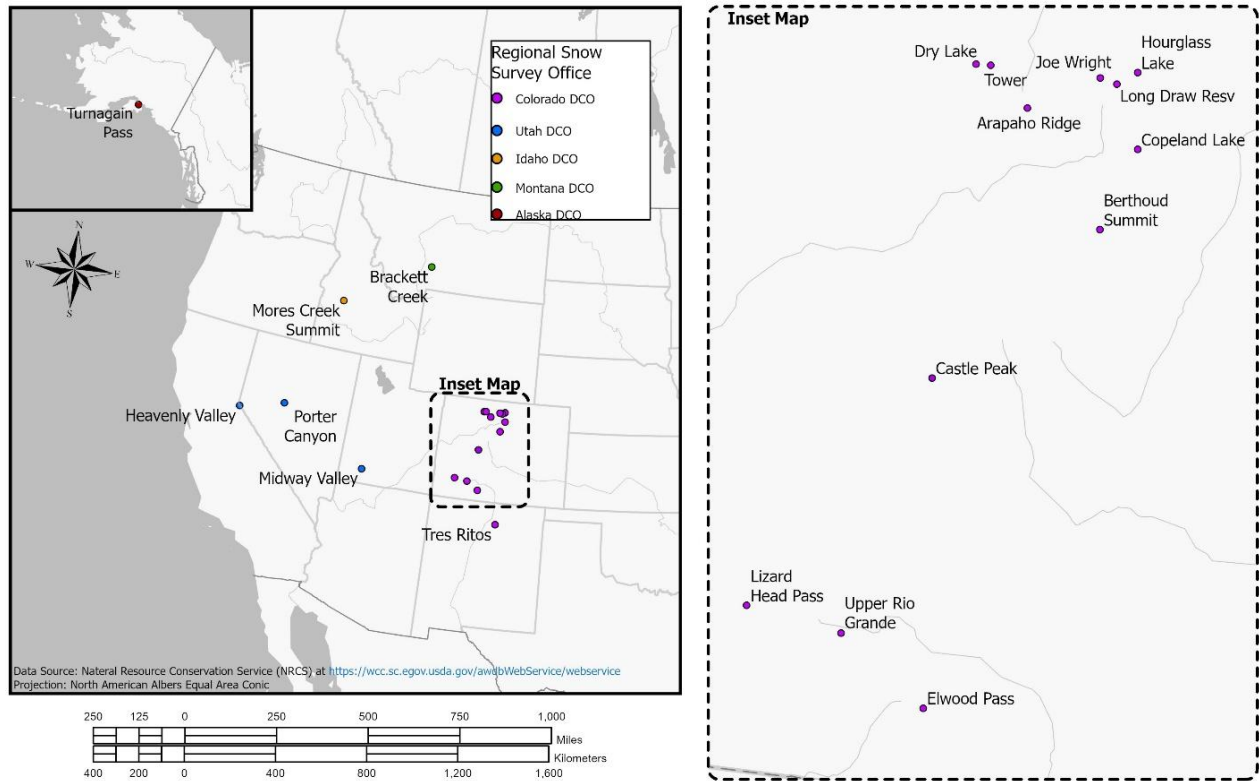 Turnagain
Pass
Regional Snow
Survey Office
Colorado DCO
Utah DCO
Idaho DCO
Montana DCO
Alaska DCO
N
W
E
S
Brackett
Creek
Mores Creek
Summit
Inset Map
Heavenly Valley
Porter
Canyon
Midway Valley
Tres Ritos
Data Source: Nateral Resource Conservation Service (NRCS) at https://wcc.sc.egov.usda.gov/awdbWebService/webservice
Projection: North American Albers Equal Area Conic
250 125 0 250 500 750 1,000
Miles
Kilometers
400 200 0 400 800 1,200 1,600
Inset Map
Dry Lake
Tower
Joe Wright
Hourglass
Lake
Long Draw Resv
Arapaho Ridge
Copeland Lake
Berthoud
Summit
Castle Peak
Lizard
Head Pass
Upper Rio
Grande
Elwood Pass